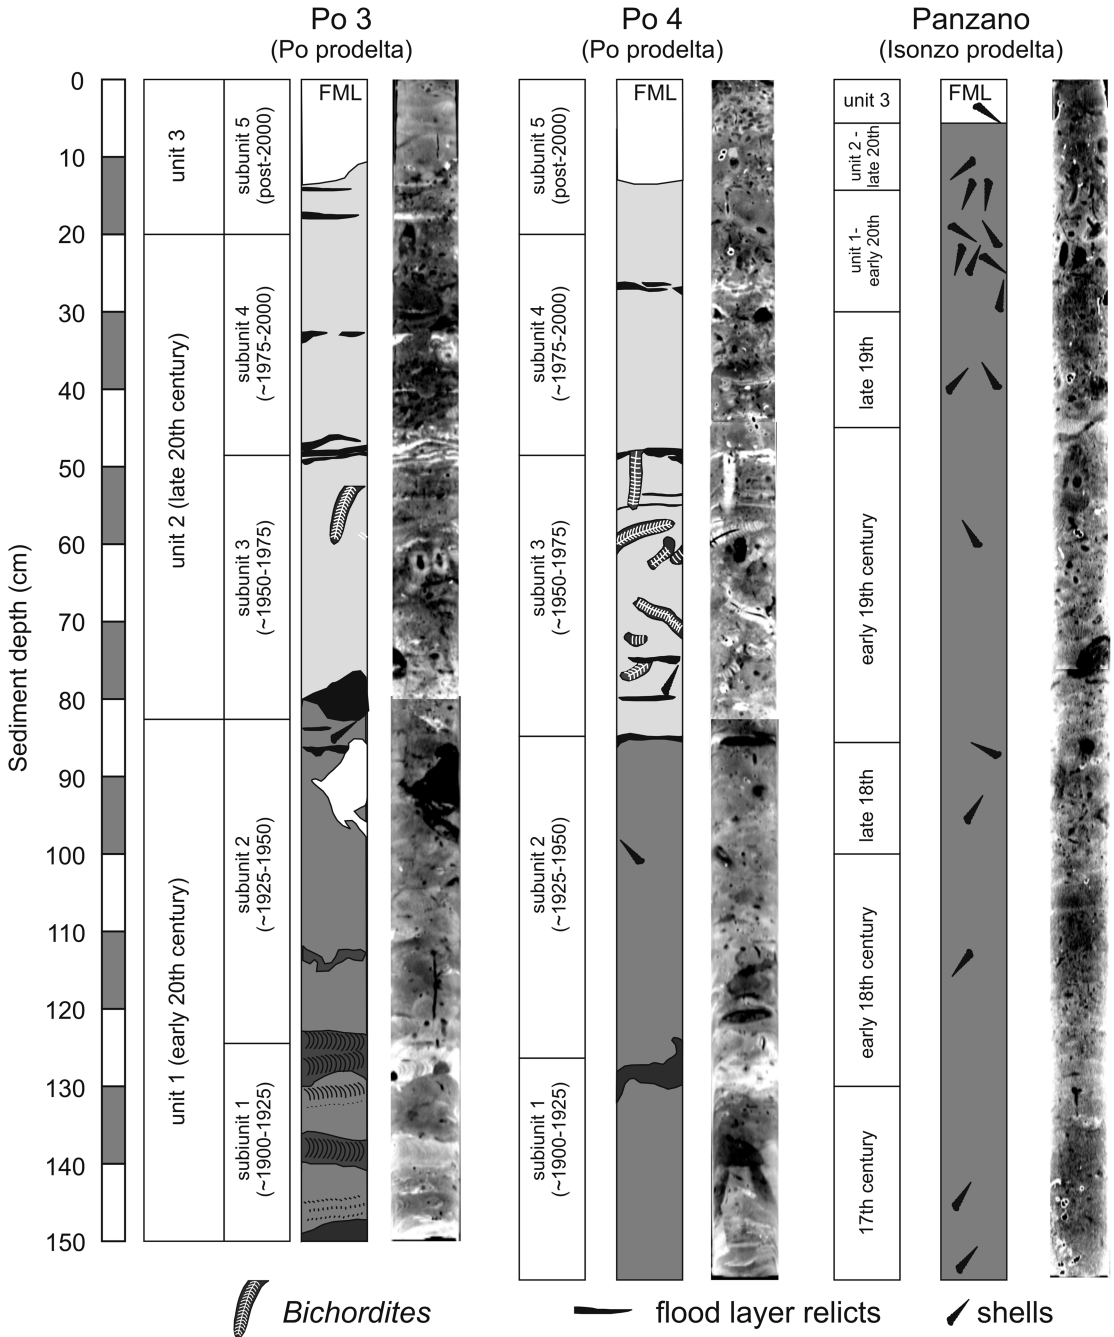 Po 3
(Po prodelta)
Po 4
(Po prodelta)
Panzano
(Isonzo prodelta)
Sediment depth (cm)
0
10
20
30
40
50
60
70
80
90
100
110
120
130
140
150
unit 3
unit 2 (late 20th century)
unit 1 (early 20th century)
subunit 5
(post-2000)
subunit 4
(~1975-2000)
subunit 3
(~1950-1975)
subunit 2
(~1925-1950)
subiunit 1
(~1900-1925)
FML
subunit 5
(post-2000)
subunit 4
(~1975-2000)
subunit 3
(~1950-1975)
subunit 2
(~1925-1950)
subiunit 1
(~1900-1925)
FML
unit 3
unit 2 -
late 20th
unit 1-
early 20th
late 19th
early 19th century
late 18th
early 18th century
17th century
FML
Bichordites
flood layer relicts
shells